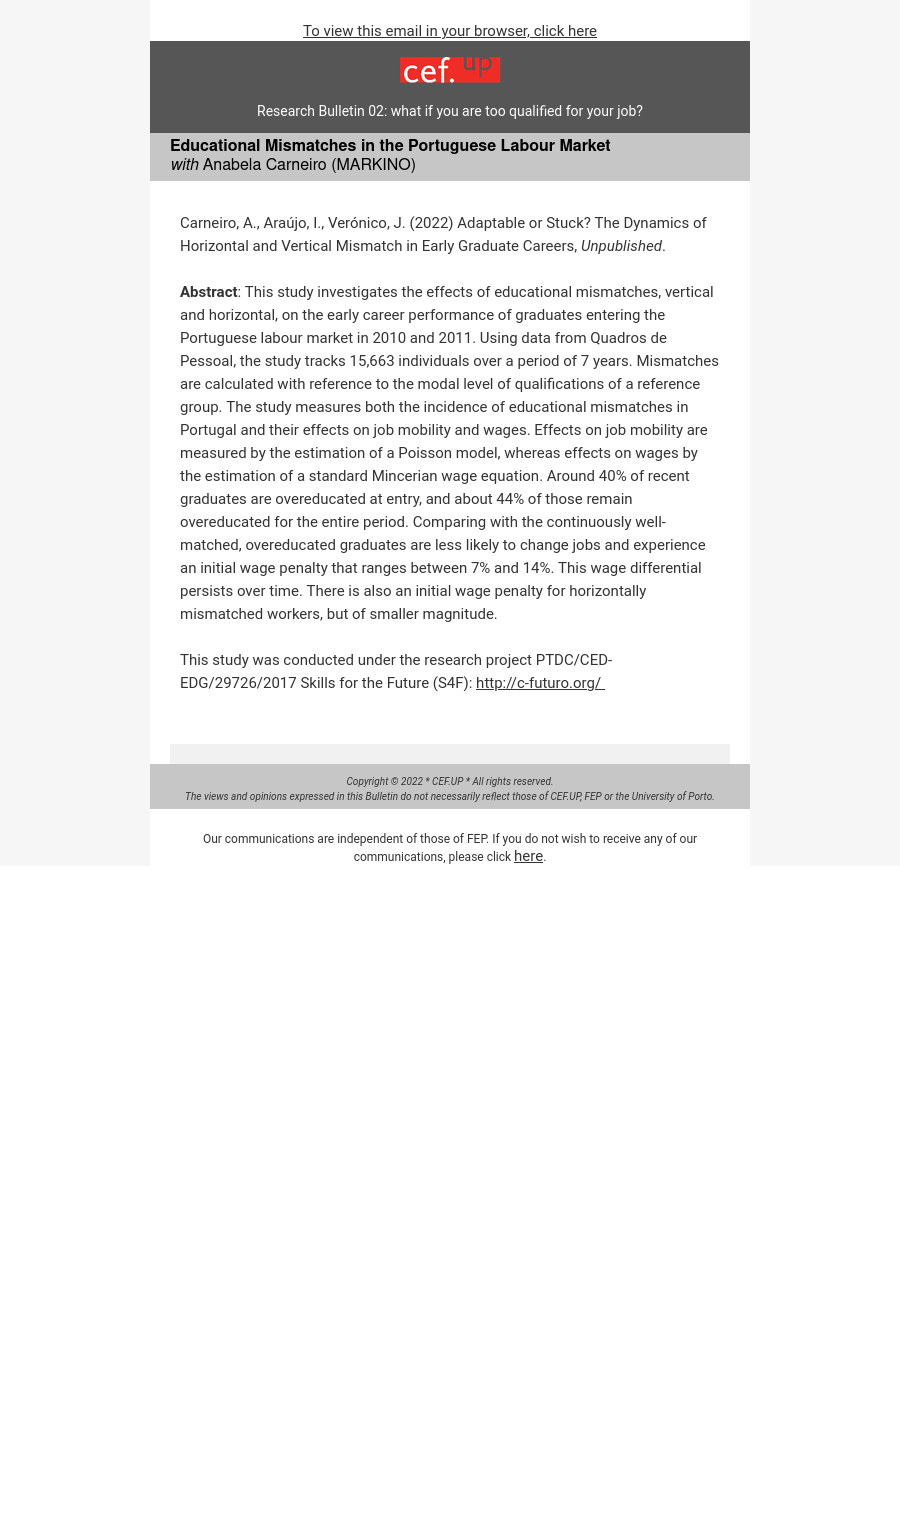 To view this email in your browser, click here
cef.up
Research Bulletin 02: what if you are too qualified for your job?
Educational Mismatches in the Portuguese Labour Market
with Anabela Carneiro (MARKINO)
Carneiro, A., Araújo, I., Verónico, J. (2022) Adaptable or Stuck? The Dynamics of
Horizontal and Vertical Mismatch in Early Graduate Careers, Unpublished.
Abstract: This study investigates the effects of educational mismatches, vertical
and horizontal, on the early career performance of graduates entering the
Portuguese labour market in 2010 and 2011. Using data from Quadros de
Pessoal, the study tracks 15,663 individuals over a period of 7 years. Mismatches
are calculated with reference to the modal level of qualifications of a reference
group. The study measures both the incidence of educational mismatches in
Portugal and their effects on job mobility and wages. Effects on job mobility are
measured by the estimation of a Poisson model, whereas effects on wages by
the estimation of a standard Mincerian wage equation. Around 40% of recent
graduates are overeducated at entry, and about 44% of those remain
overeducated for the entire period. Comparing with the continuously well-
matched, overeducated graduates are less likely to change jobs and experience
an initial wage penalty that ranges between 7% and 14%. This wage differential
persists over time. There is also an initial wage penalty for horizontally
mismatched workers, but of smaller magnitude.
This study was conducted under the research project PTDC/CED-
EDG/29726/2017 Skills for the Future (S4F): http://c-futuro.org/
Copyright © 2022 * CEF.UP * All rights reserved.
The views and opinions expressed in this Bulletin do not necessarily reflect those of CEF.UP, FEP or the University of Porto.
Our communications are independent of those of FEP. If you do not wish to receive any of our
communications, please click here.